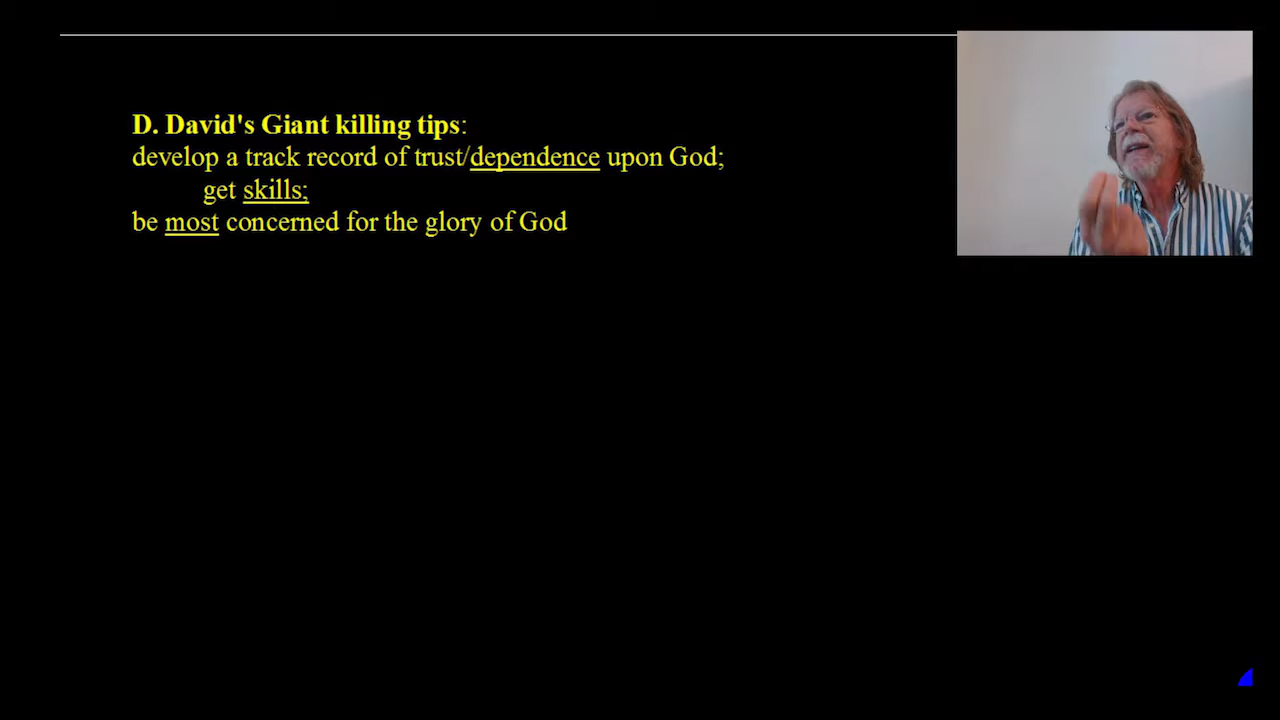 D. David's Giant killing tips:
develop a track record of trust/dependence upon God;
get skills;
be most concerned for the glory of God